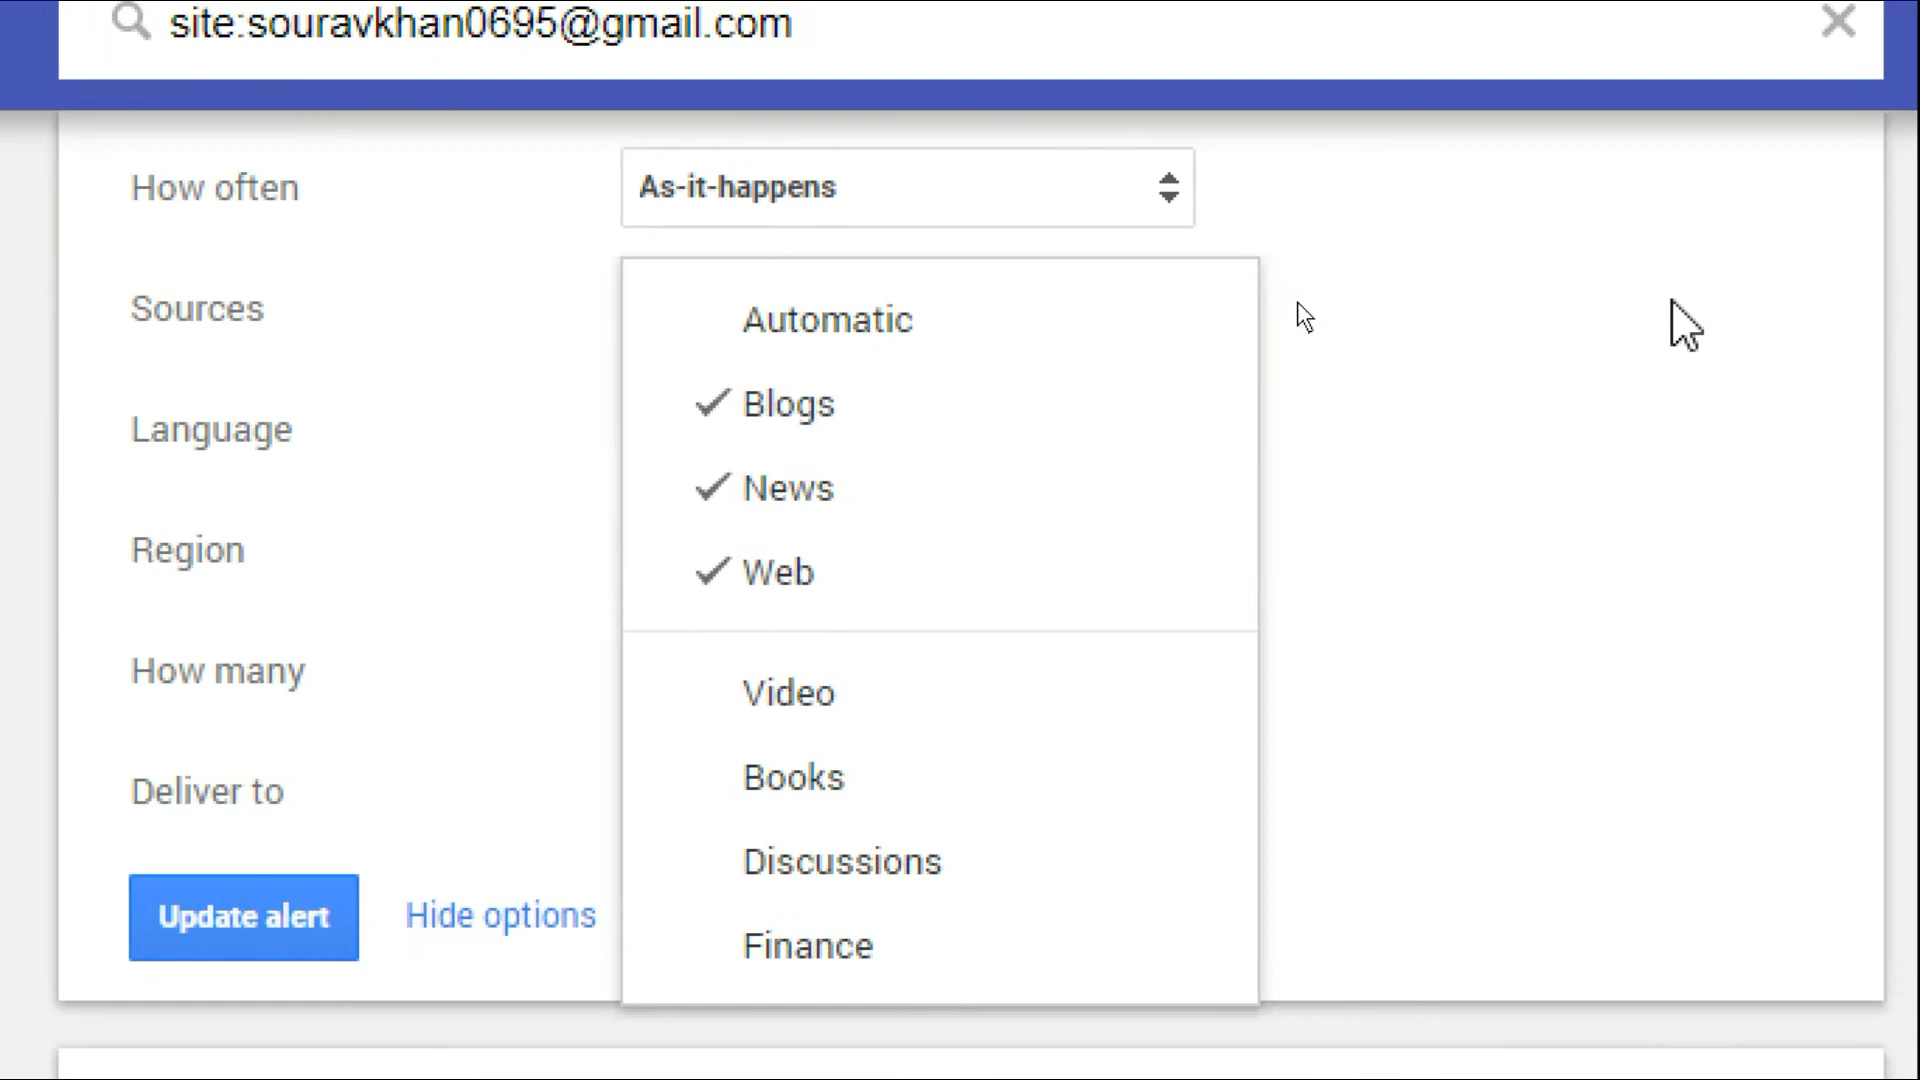 site:souravkhan0695@gmail.com
How often
As-it-happens
Sources
Automatic
Blogs
Language
News
Region
Web
How many
Video
Books
Deliver to
Discussions
Update alert
Hide options
Finance